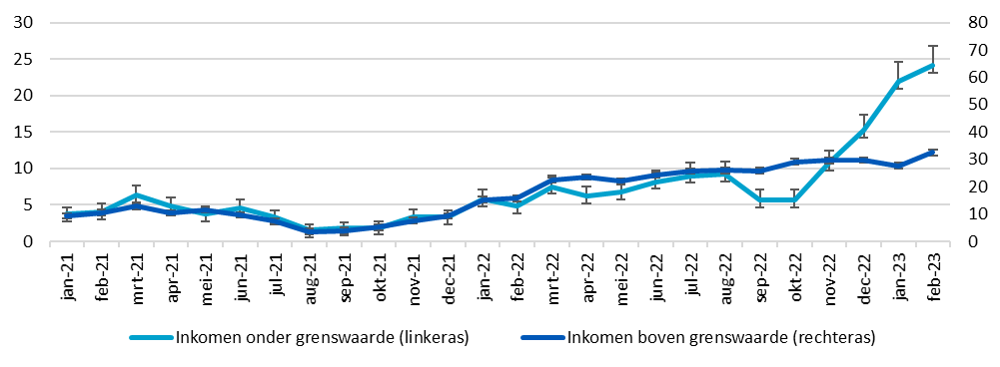 30
25
20
15
10
5
0
80
70
60
50
40
30
20
10
0
jan-21
feb-21
mrt-21
apr-21
mei-21
jun-21
jul-21
aug-21
sep-21
okt-21
nov-21
dec-21
jan-22
feb-22
mrt-22
apr-22
mei-22
jun-22
jul-22
aug-22
sep-22
okt-22
nov-22
dec-22
jan-23
feb-23
Inkomen onder grenswaarde (linkeras) Inkomen boven grenswaarde (rechteras)